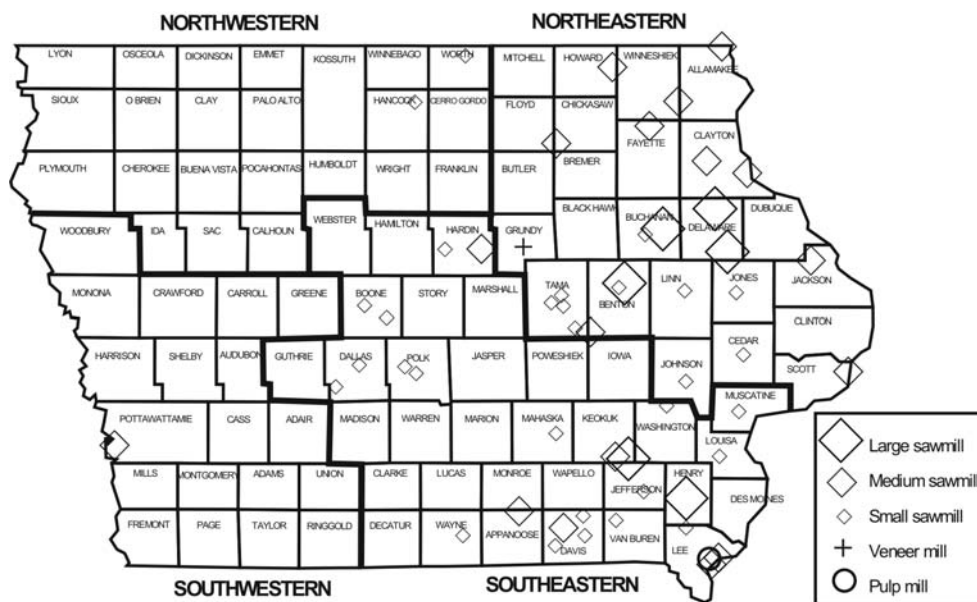 NORTHWESTERN NORTHEASTERN
LYON OSCEOLA DICKINSON EMMET KOSSUTH WINNEBAGO WORTH MITCHELL HOWARD WINNESHIEK ALLAMAKEE
SIOUX O BRIEN CLAY PALO ALTO HANCOCK CERRO GORDO FLOYD CHICKASAW
FAYETTE CLAYTON
PLYMOUTH CHEROKEE BUENA VISTA POCAHONTAS HUMBOLDT WRIGHT FRANKLIN BUTLER BREMER
WOODBURY IDA SAC CALHOUN WEBSTER HAMILTON HARDIN GRUNDY BLACK HAWK BUCHANAN DELAWARE DUBUQUE
MONONA CRAWFORD CARROLL GREENE BOONE STORY MARSHALL TAMA BENTON LINN JONES JACKSON
CLINTON
HARRISON SHELBY AUDUBON GUTHRIE DALLAS POLK JASPER POWESHIEK IOWA JOHNSON CEDAR SCOTT
MUSCATINE
POTTAWATTAMIE CASS ADAIR MADISON WARREN MARION MAHASKA KEOKUK WASHINGTON LOUISA
MILLS MONTGOMERY ADAMS UNION CLARKE LUCAS MONROE WAPELLO JEFFERSON HENRY DES MOINES
FREMONT PAGE TAYLOR RINGGOLD DECATUR WAYNE APPANOOSE DAVIS VAN BUREN LEE
SOUTHWESTERN SOUTHEASTERN
Large sawmill
Medium sawmill
Small sawmill
Veneer mill
Pulp mill